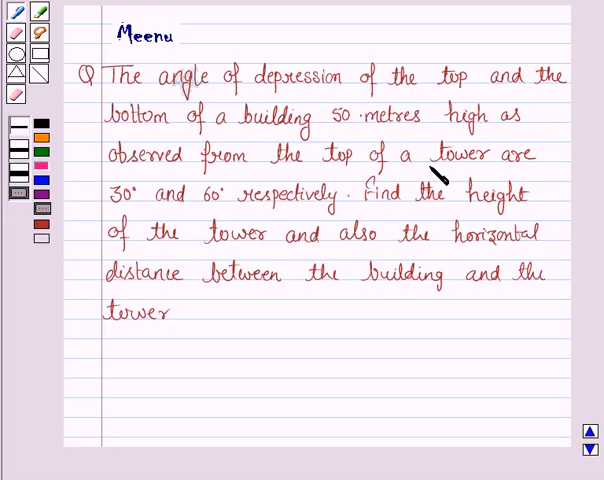 Meenu
Q The angle of depression of the top and the
bottom of a building 50 metres high as
observed from the top of a tower are
30° and 60° respectively. Find the height
of the tower and also the horizontal
distance between the building and the
tower